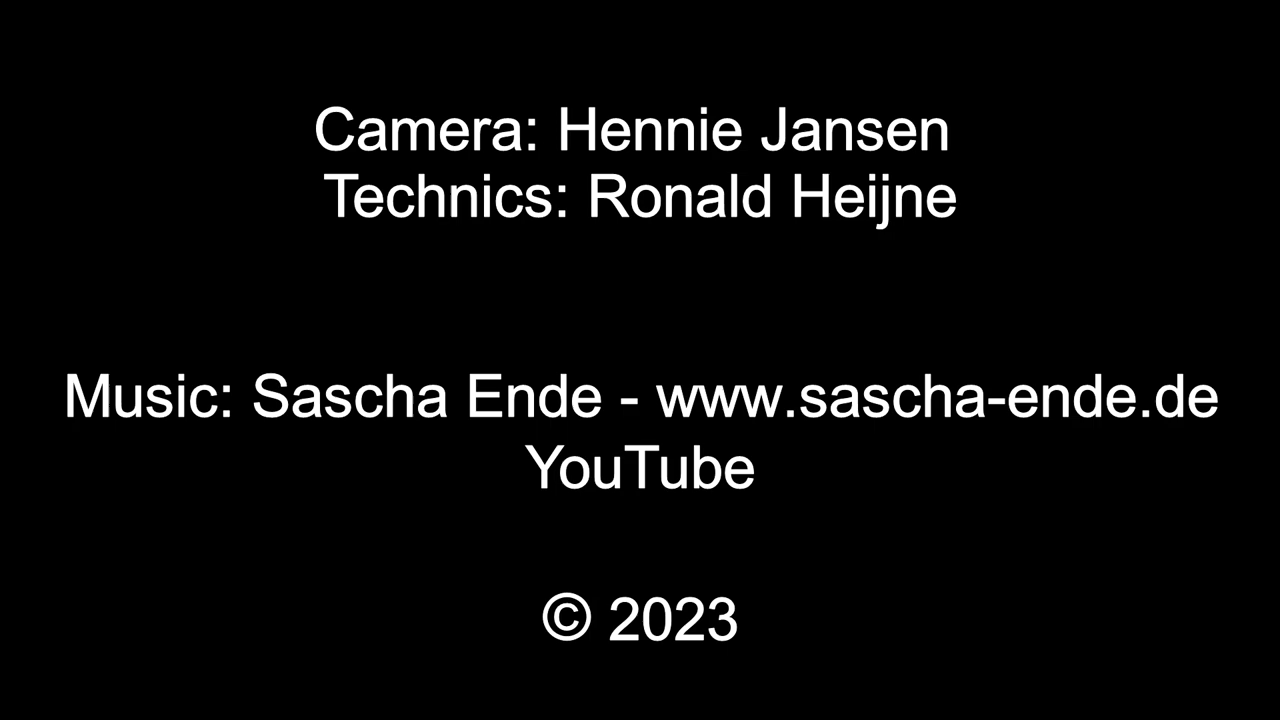 Camera: Hennie Jansen
Technics: Ronald Heijne
Music: Sascha Ende - www.sascha-ende.de
YouTube
© 2023